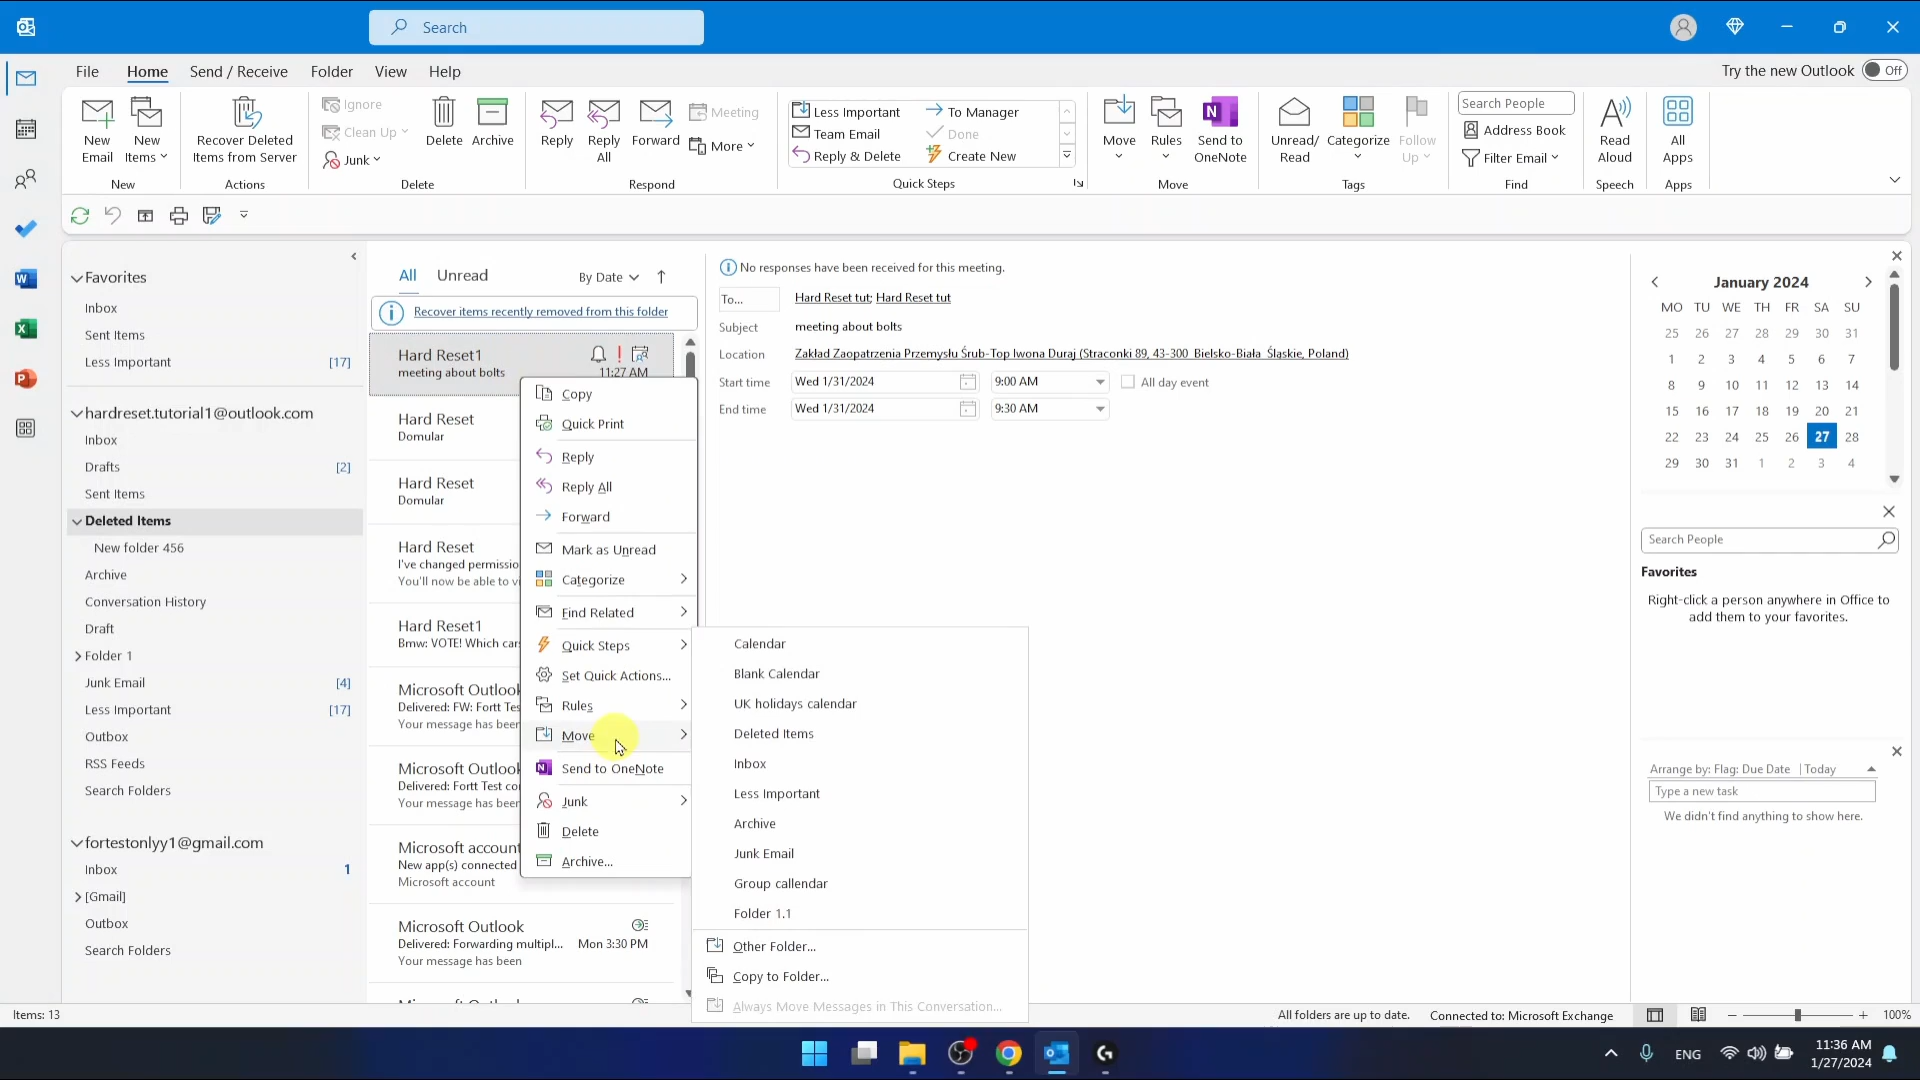 Search
File
Home
Send / Receive
Folder
View
Help
Try the new Outlook
Off
New Email
New Items
New
Recover Deleted Items from Server
Actions
Ignore
Clean Up
Junk
Delete
Archive
Delete
Reply
Reply All
Forward
Meeting
More
Respond
Less Important
Team Email
Reply & Delete
To Manager
Done
Create New
Quick Steps
Move
Rules
Send to OneNote
Move
Unread/ Read
Categorize
Follow Up
Tags
Search People
Address Book
Filter Email
Find
Read Aloud
Speech
All Apps
Apps
Favorites
Inbox
Sent Items
Less Important [17]
hardreset.tutorial1@outlook.com
Inbox
Drafts [2]
Sent Items
Deleted Items
New folder 456
Archive
Conversation History
Draft
Folder 1
Junk Email [4]
Less Important [17]
Outbox
RSS Feeds
Search Folders
fortestonlyy1@gmail.com
Inbox 1
[Gmail]
Outbox
Search Folders
All
Unread
By Date
Recover items recently removed from this folder
Hard Reset1
meeting about bolts 11:27 AM
Hard Reset
Domular
Hard Reset
Domular
Hard Reset
I've changed permissio
You'll now be able to vi
Hard Reset1
Bmw: VOTE! Which cars
Microsoft Outlook
Delivered: FW: Fortt Tes
Your message has been
Microsoft Outlook
Delivered: Fortt Test co
Your message has been
Microsoft account
New app(s) connected
Microsoft account
Microsoft Outlook
Delivered: Forwarding multipl... Mon 3:30 PM
Your message has been
Copy
Quick Print
Reply
Reply All
Forward
Mark as Unread
Categorize
Find Related
Quick Steps
Set Quick Actions...
Rules
Move
Send to OneNote
Junk
Delete
Archive...
Calendar
Blank Calendar
UK holidays calendar
Deleted Items
Inbox
Less Important
Archive
Junk Email
Group callendar
Folder 1.1
Other Folder...
Copy to Folder...
Always Move Messages in This Conversation...
No responses have been received for this meeting.
To... Hard Reset tut; Hard Reset tut
Subject meeting about bolts
Location Zakład Zaopatrzenia Przemysłu Śrub-Top Iwona Duraj (Straconki 89, 43-300 Bielsko-Biała Śląskie, Poland)
Start time Wed 1/31/2024 9:00 AM All day event
End time Wed 1/31/2024 9:30 AM
January 2024
MO TU WE TH FR SA SU
25 26 27 28 29 30 31
1 2 3 4 5 6 7
8 9 10 11 12 13 14
15 16 17 18 19 20 21
22 23 24 25 26 27 28
29 30 31 1 2 3 4
Search People
Favorites
Right-click a person anywhere in Office to
add them to your favorites.
Arrange by: Flag: Due Date Today
Type a new task
We didn't find anything to show here.
Items: 13
All folders are up to date.
Connected to: Microsoft Exchange
100%
ENG
11:36 AM
1/27/2024